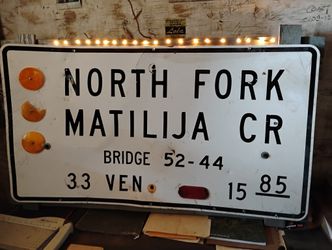 NORTH FORK
MATILIJA CR
BRIDGE 52-44
33 VEN 15 85